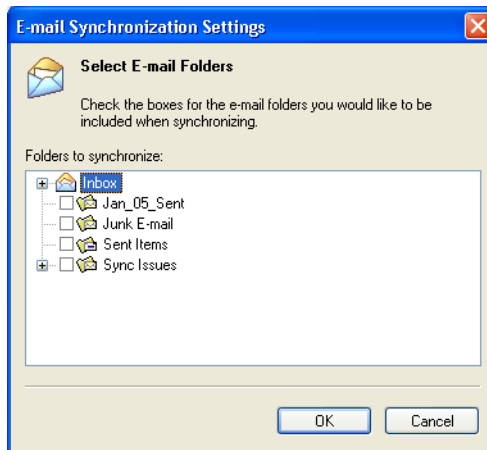 E-mail Synchronization Settings
Select E-mail Folders
Check the boxes for the e-mail folders you would like to be
included when synchronizing.
Folders to synchronize:
Inbox
Jan_05_Sent
Junk E-mail
Sent Items
Sync Issues
OK
Cancel